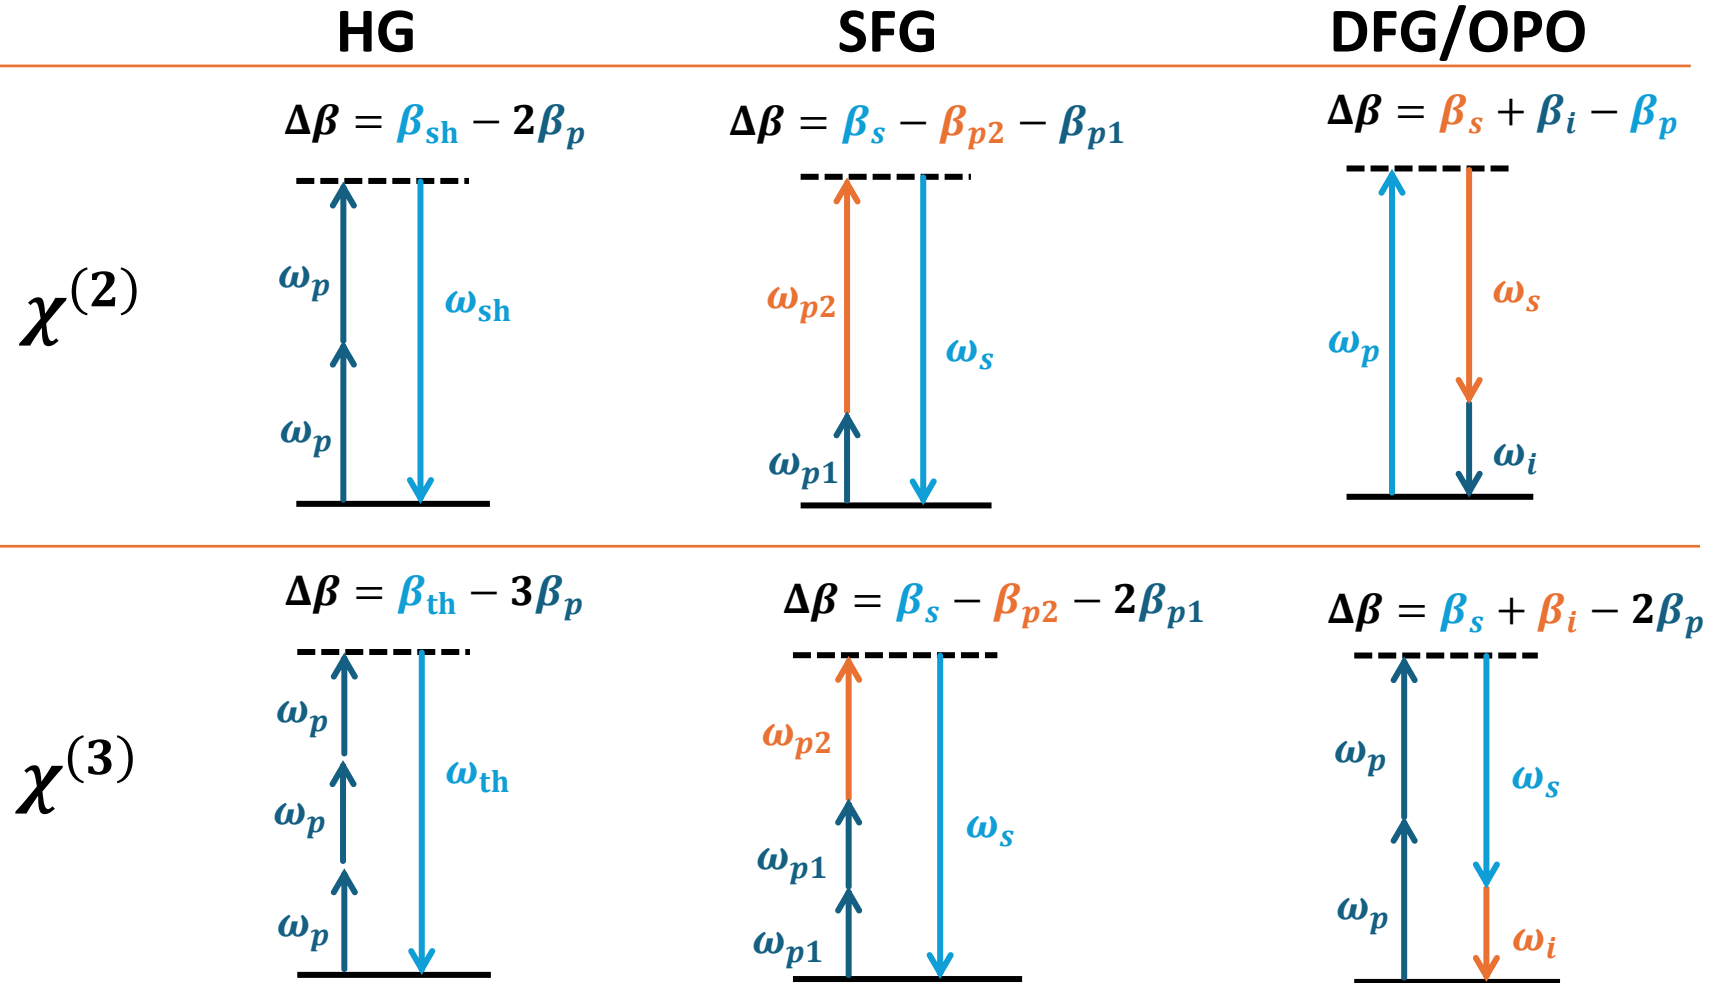 HG SFG DFG/OPO
Δβ = β_sh − 2β_p
Δβ = β_s − β_p2 − β_p1
Δβ = β_s + β_i − β_p
χ^(2)
ω_p
ω_p
ω_sh
ω_p2
ω_p1
ω_s
ω_p
ω_s
ω_i
Δβ = β_th − 3β_p
Δβ = β_s − β_p2 − 2β_p1
Δβ = β_s + β_i − 2β_p
χ^(3)
ω_p
ω_p
ω_p
ω_th
ω_p2
ω_p1
ω_p1
ω_s
ω_p
ω_p
ω_s
ω_i